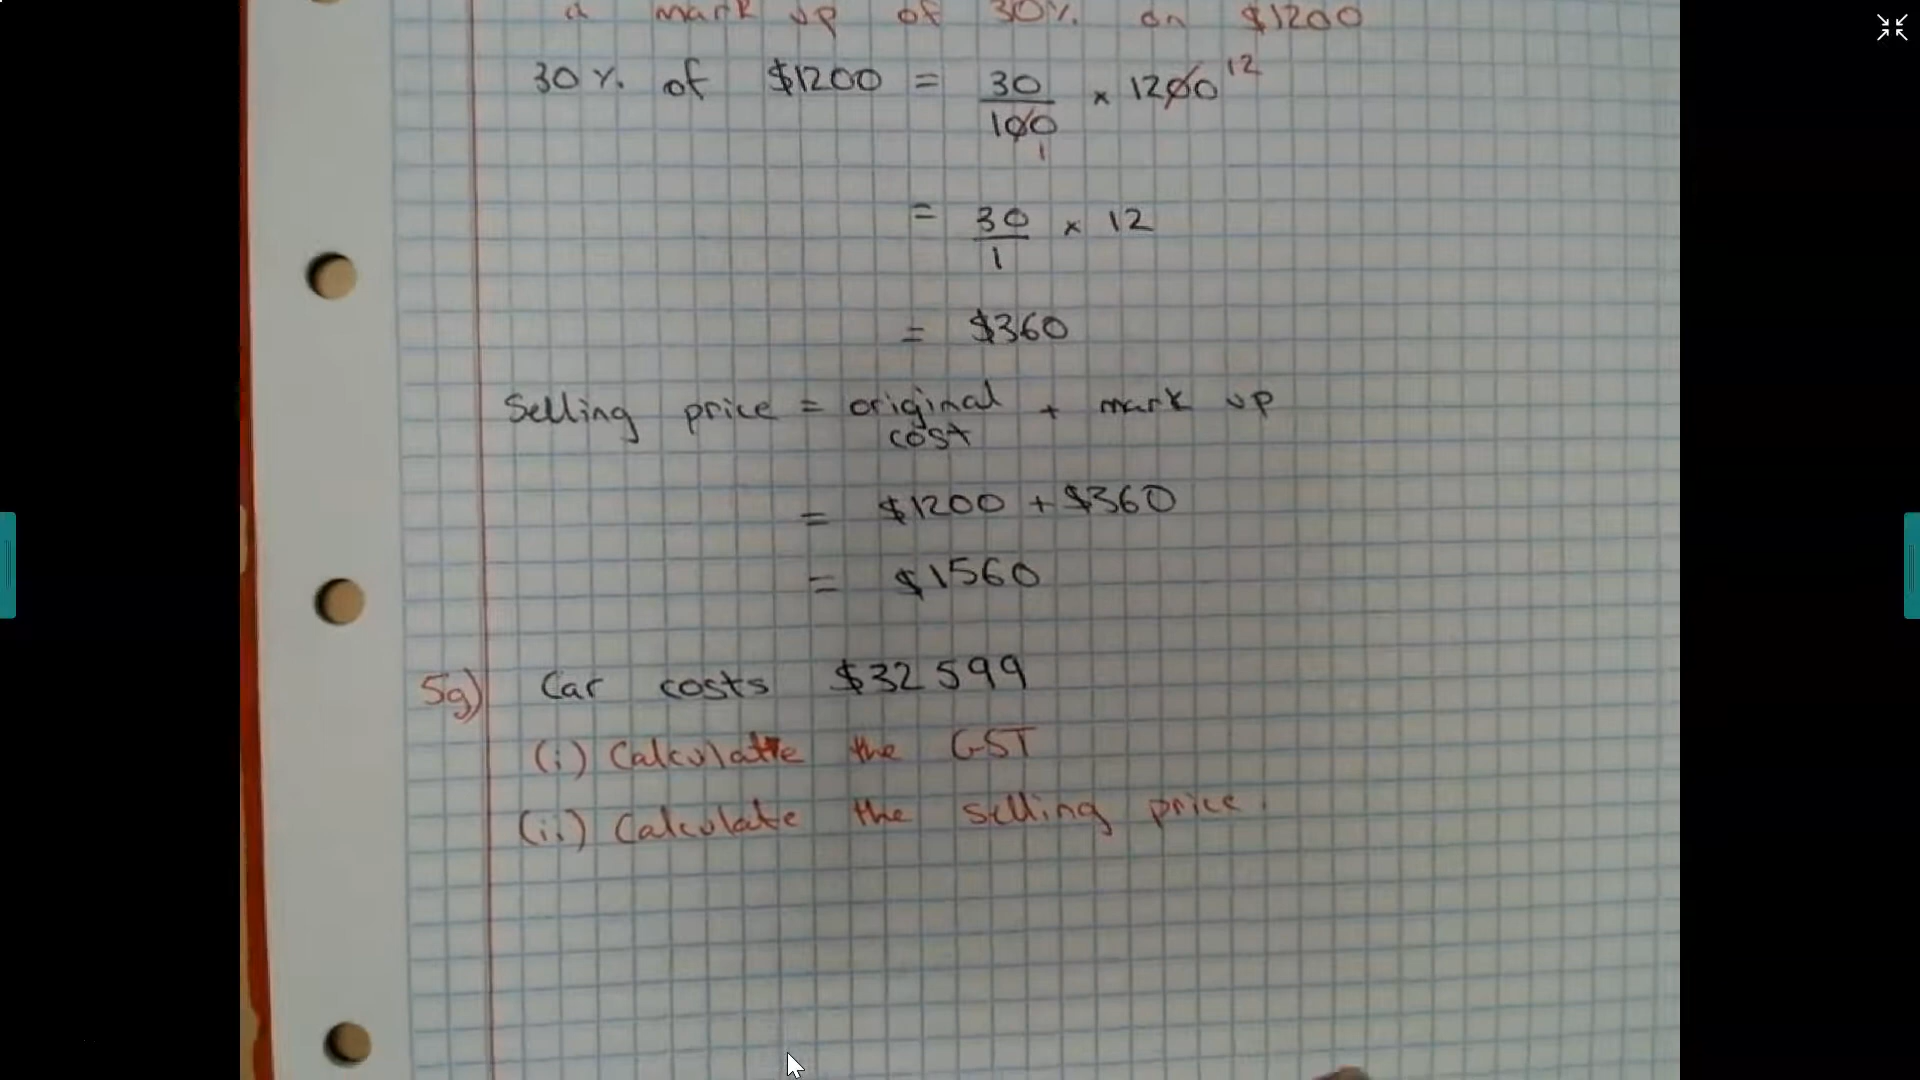 a mark up of 30% on $1200
30% of $1200 = 30/100 × 1200 12
1
= 30/1 × 12
= $360
Selling price = original cost + mark up
= $1200 + $360
= $1560
5g) Car costs $32 599
(i) Calculate the GST
(ii) Calculate the selling price.